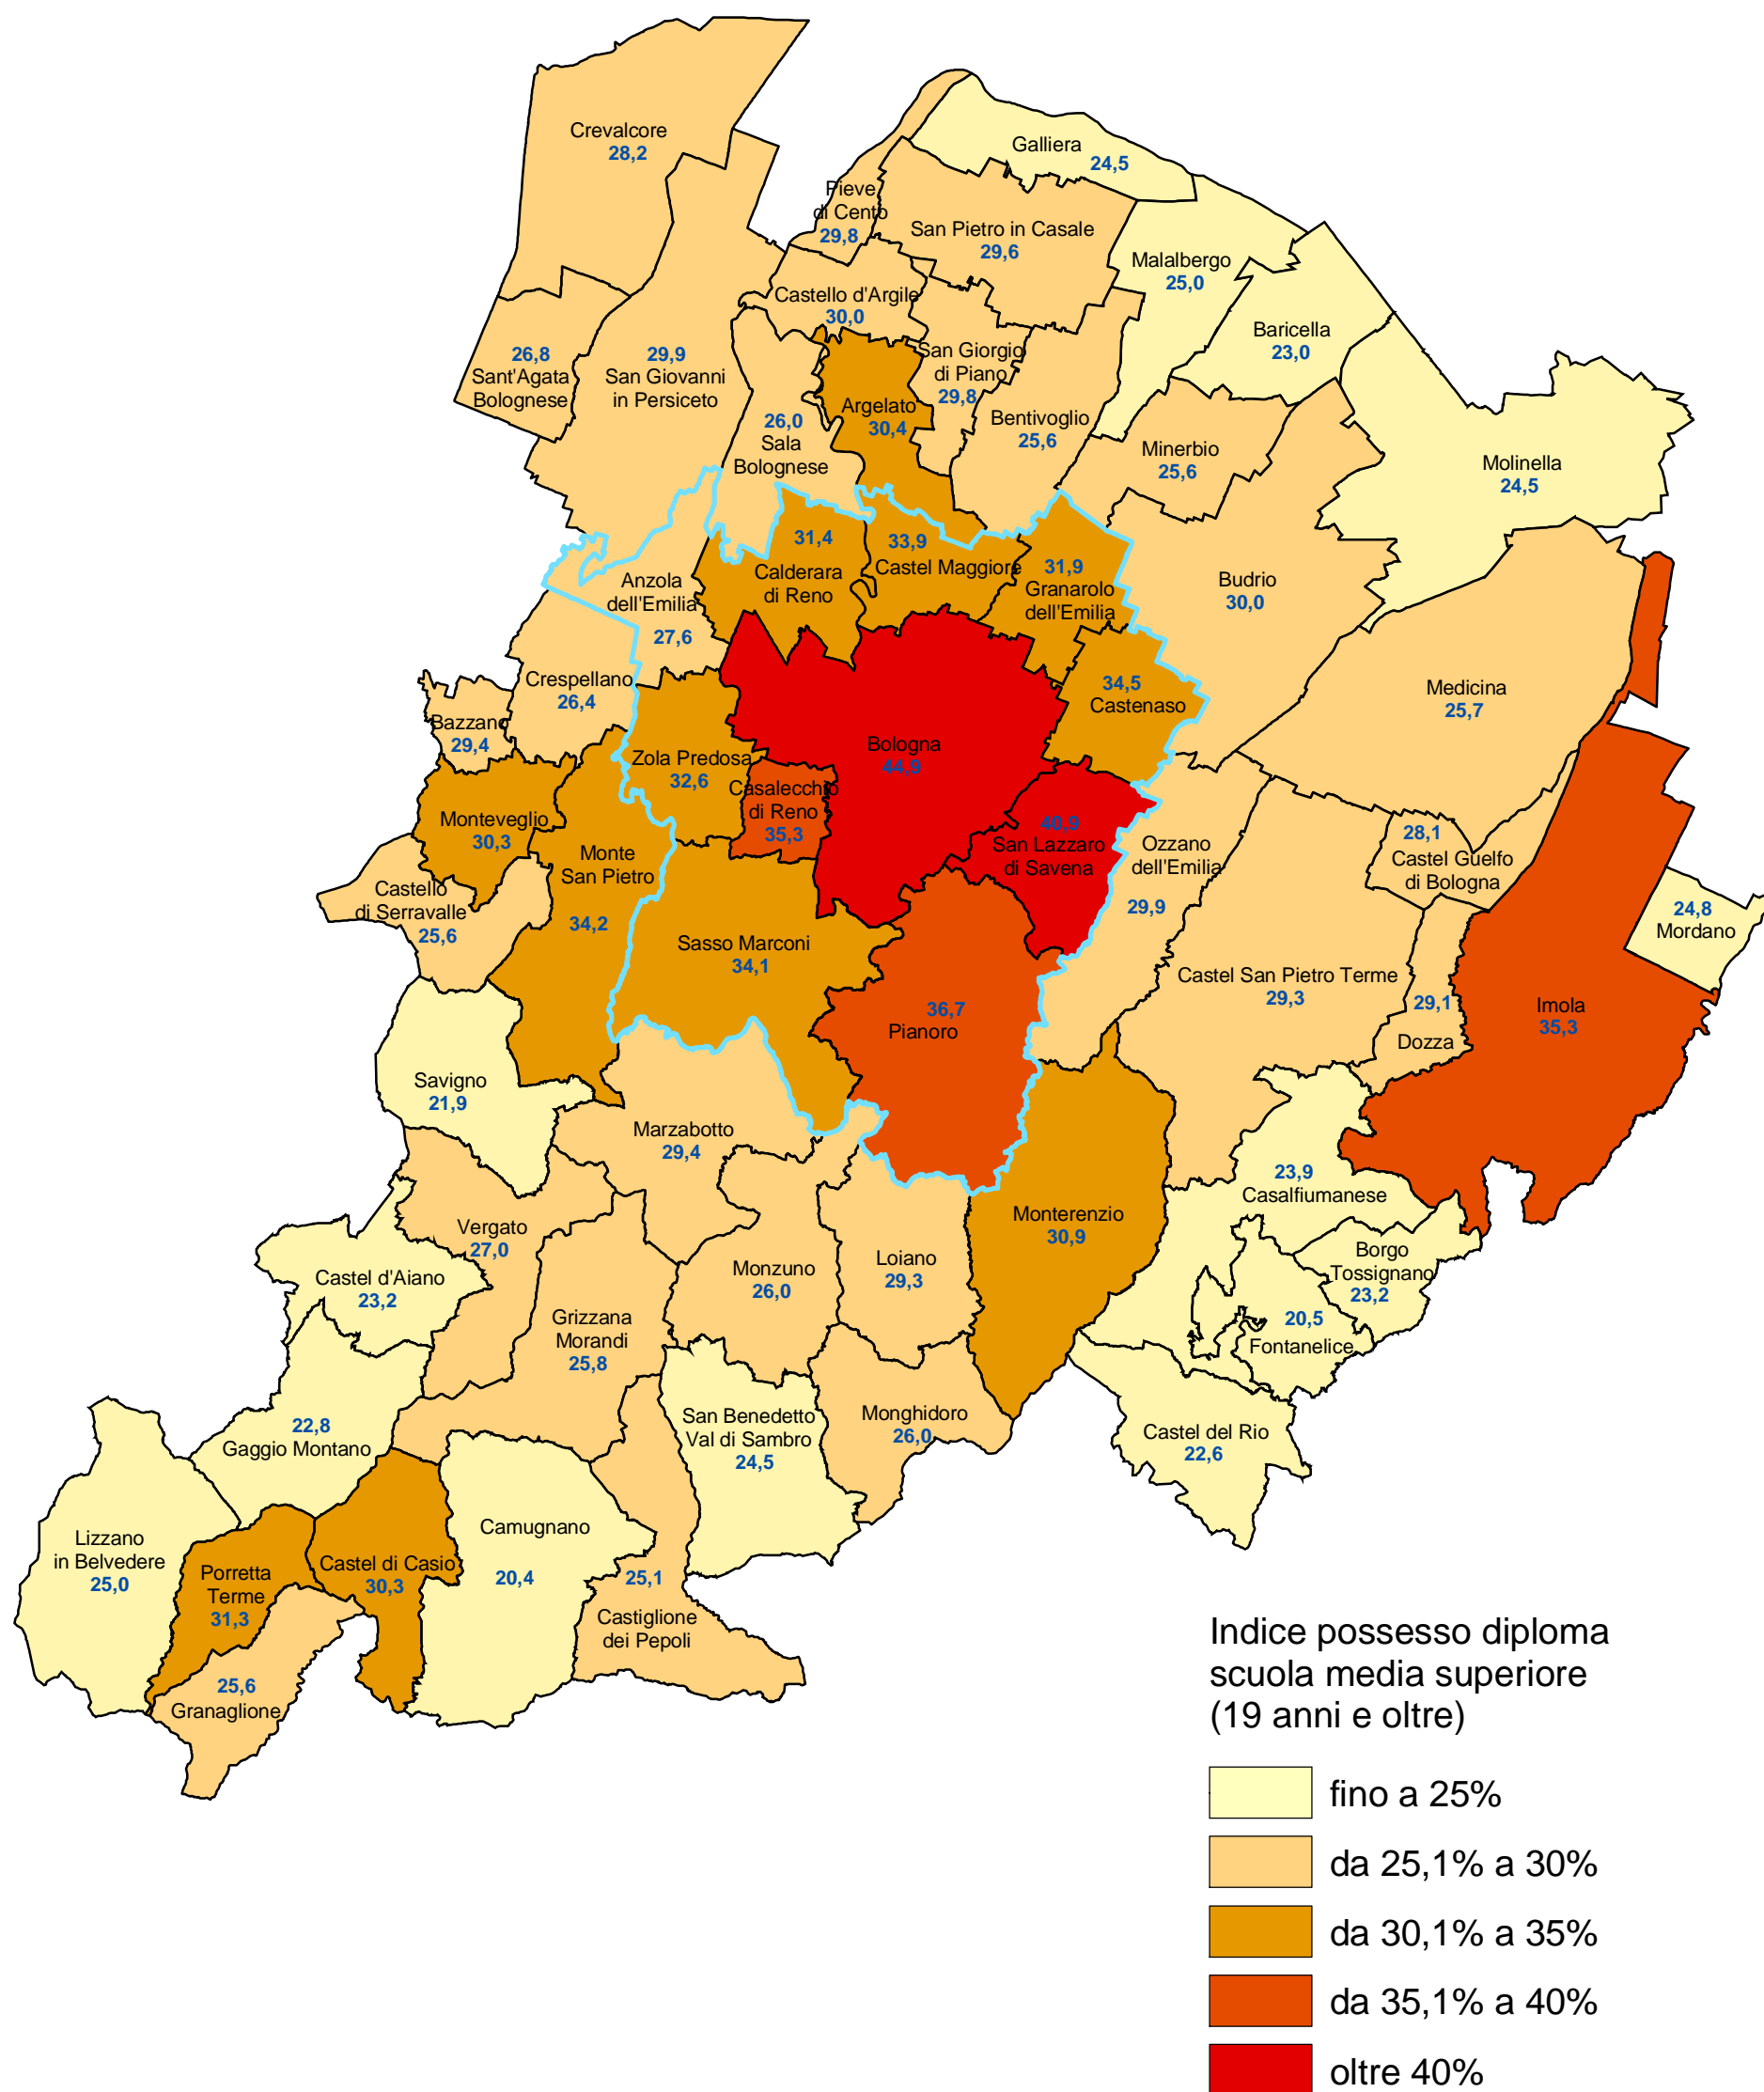 Crevalcore
28,2
Galliera
24,5
Pieve
di Cento
29,8
San Pietro in Casale
29,6
Malalbergo
25,0
Castello d'Argile
30,0
Baricella
23,0
26,8
Sant'Agata
Bolognese
29,9
San Giovanni
in Persiceto
San Giorgio
di Piano
29,8
Argelato
30,4
26,0
Sala
Bolognese
Bentivoglio
25,6
Minerbio
25,6
Molinella
24,5
31,4
Calderara
di Reno
33,9
Castel Maggiore
31,9
Granarolo
dell'Emilia
Budrio
30,0
Anzola
dell'Emilia
27,6
Crespellano
26,4
34,5
Castenaso
Medicina
25,7
Bazzano
29,4
Zola Predosa
32,6
Bologna
44,9
Casalecchio
di Reno
35,3
Monteveglio
30,3
40,9
San Lazzaro
di Savena
Ozzano
dell'Emilia
29,9
28,1
Castel Guelfo
di Bologna
Monte
San Pietro
34,2
Castello
di Serravalle
25,6
24,8
Mordano
Sasso Marconi
34,1
Castel San Pietro Terme
29,3
29,1
Dozza
Imola
35,3
36,7
Pianoro
Savigno
21,9
Marzabotto
29,4
23,9
Casalfiumanese
Vergato
27,0
Monterenzio
30,9
Castel d'Aiano
23,2
Monzuno
26,0
Loiano
29,3
Borgo
Tossignano
23,2
Grizzana
Morandi
25,8
20,5
Fontanelice
22,8
Gaggio Montano
San Benedetto
Val di Sambro
24,5
Monghidoro
26,0
Castel del Rio
22,6
Lizzano
in Belvedere
25,0
Porretta
Terme
31,3
Castel di Casio
30,3
Camugnano
20,4
25,1
Castiglione
dei Pepoli
25,6
Granaglione
Indice possesso diploma
scuola media superiore
(19 anni e oltre)
fino a 25%
da 25,1% a 30%
da 30,1% a 35%
da 35,1% a 40%
oltre 40%